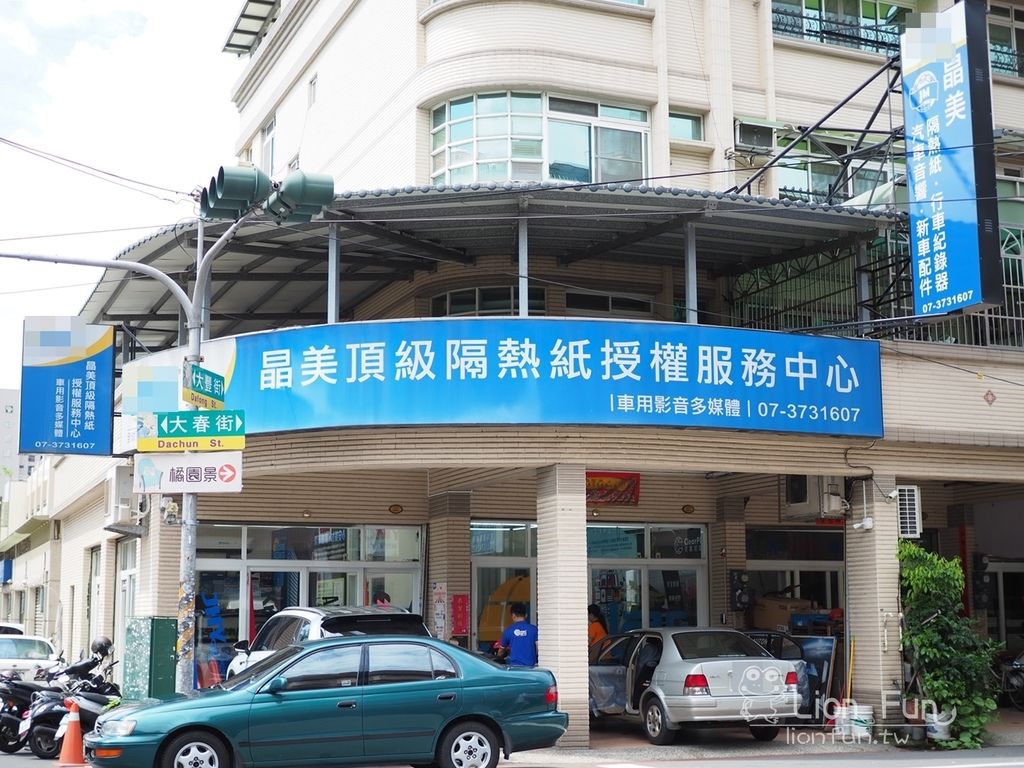 晶美頂級隔熱紙授權服務中心
|車用影音多媒體 | 07-3731607
晶美
隔熱紙·行車紀錄器
汽車音響·新車配件
07-3731607
JM
晶美頂級隔熱紙
授權服務中心
車用影音多媒體
07-3731607
大豐街
Dafong St.
大春街
Dachun St.
橘園景
Lion Fun
lionfun.tw